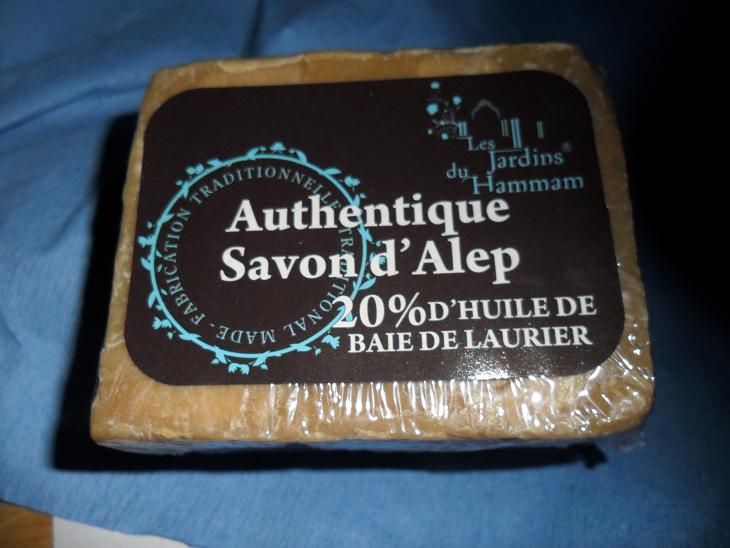 Les
Jardins®
du Hammam
FABRICATION TRADITIONNELLE. TRADITIONAL MADE.
Authentique
Savon d'Alep
20% D'HUILE DE
BAIE DE LAURIER